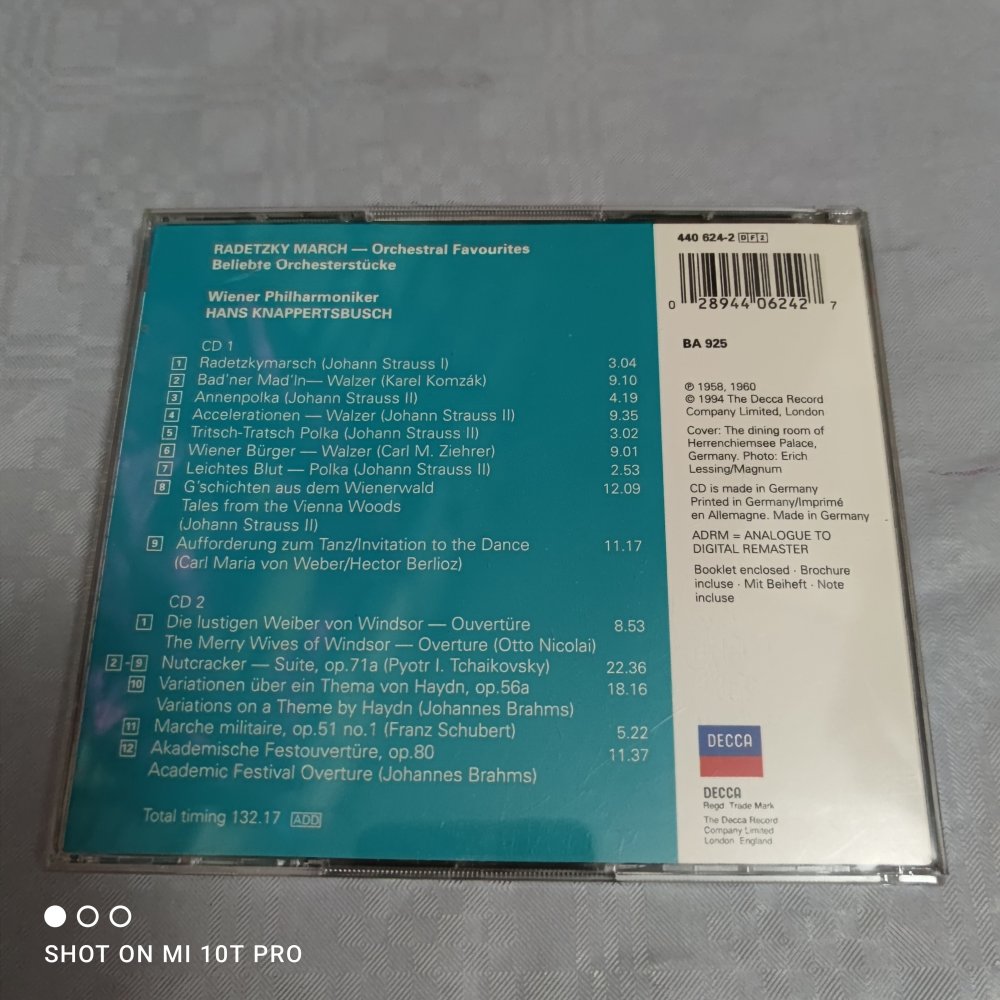 RADETZKY MARCH — Orchestral Favourites
Beliebte Orchesterstücke
Wiener Philharmoniker
HANS KNAPPERTSBUSCH
CD 1
1 Radetzkymarsch (Johann Strauss I) 3.04
2 Bad'ner Mad'ln — Walzer (Karel Komzák) 9.10
3 Annenpolka (Johann Strauss II) 4.19
4 Accelerationen — Walzer (Johann Strauss II) 9.35
5 Tritsch-Tratsch Polka (Johann Strauss II) 3.02
6 Wiener Bürger — Walzer (Carl M. Ziehrer) 9.01
7 Leichtes Blut — Polka (Johann Strauss II) 2.53
8 G'schichten aus dem Wienerwald 12.09
Tales from the Vienna Woods
(Johann Strauss II)
9 Aufforderung zum Tanz/Invitation to the Dance 11.17
(Carl Maria von Weber/Hector Berlioz)
CD 2
1 Die lustigen Weiber von Windsor — Ouvertüre 8.53
The Merry Wives of Windsor — Overture (Otto Nicolai)
2-9 Nutcracker — Suite, op.71a (Pyotr I. Tchaikovsky) 22.36
10 Variationen über ein Thema von Haydn, op.56a 18.16
Variations on a Theme by Haydn (Johannes Brahms)
11 Marche militaire, op.51 no.1 (Franz Schubert) 5.22
12 Akademische Festouvertüre, op.80 11.37
Academic Festival Overture (Johannes Brahms)
Total timing 132.17 ADD
440 624-2 DF2
0 28944 06242 7
BA 925
℗ 1958, 1960
© 1994 The Decca Record
Company Limited, London
Cover: The dining room of
Herrenchiemsee Palace,
Germany. Photo: Erich
Lessing/Magnum
CD is made in Germany
Printed in Germany/Imprimé
en Allemagne. Made in Germany
ADRM = ANALOGUE TO
DIGITAL REMASTER
Booklet enclosed · Brochure
incluse · Mit Beiheft · Note
incluse
DECCA
DECCA
Regd. Trade Mark
The Decca Record
Company Limited
London England
SHOT ON MI 10T PRO